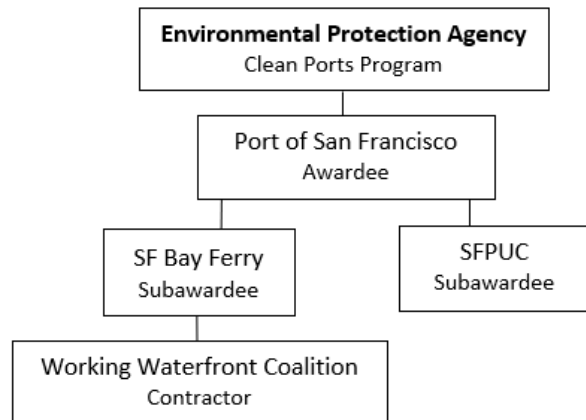 Environmental Protection Agency
Clean Ports Program
Port of San Francisco
Awardee
SF Bay Ferry
Subawardee
SFPUC
Subawardee
Working Waterfront Coalition
Contractor